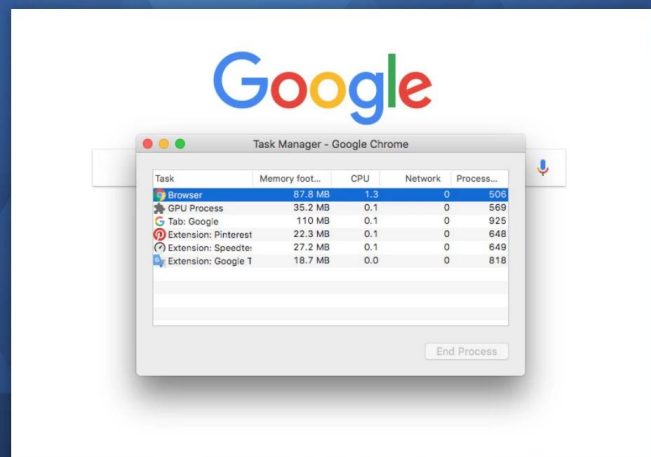 Google
Task Manager - Google Chrome
Task Memory foot... CPU Network Process...
Browser 87.8 MB 1.3 0 506
GPU Process 35.2 MB 0.1 0 569
Tab: Google 110 MB 0.1 0 925
Extension: Pinterest 22.3 MB 0.1 0 648
Extension: Speedtes 27.2 MB 0.1 0 649
Extension: Google T 18.7 MB 0.0 0 818
End Process